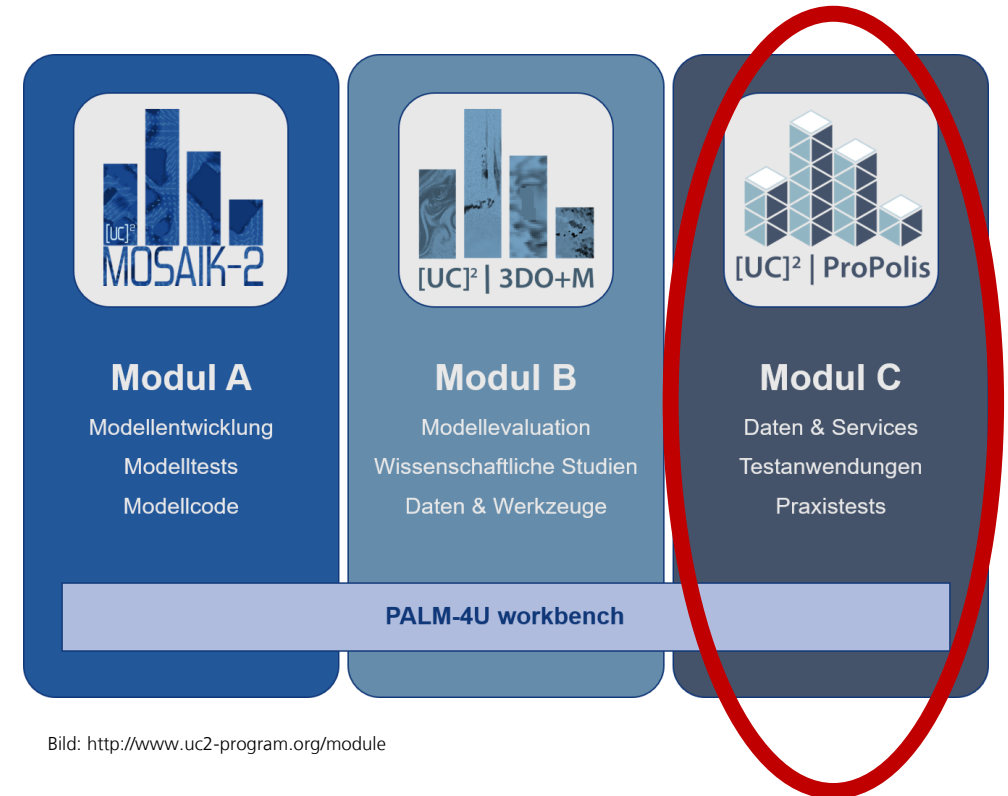 [UC]²
MOSAIK-2
Modul A
Modellentwicklung
Modelltests
Modellcode
[UC]² | 3DO+M
Modul B
Modellevaluation
Wissenschaftliche Studien
Daten & Werkzeuge
[UC]² | ProPolis
Modul C
Daten & Services
Testanwendungen
Praxistests
PALM-4U workbench
Bild: http://www.uc2-program.org/module